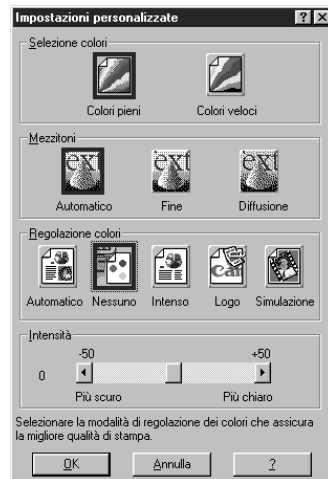 Impostazioni personalizzate ? ×
Selezione colori
Colori pieni Colori veloci
Mezzitoni
ext ext ext
Automatico Fine Diffusione
Regolazione colori
Can
Automatico Nessuno Intenso Logo Simulazione
Intensità
-50 +50
0
Più scuro Più chiaro
Selezionare la modalità di regolazione dei colori che assicura
la migliore qualità di stampa.
OK Annulla ?